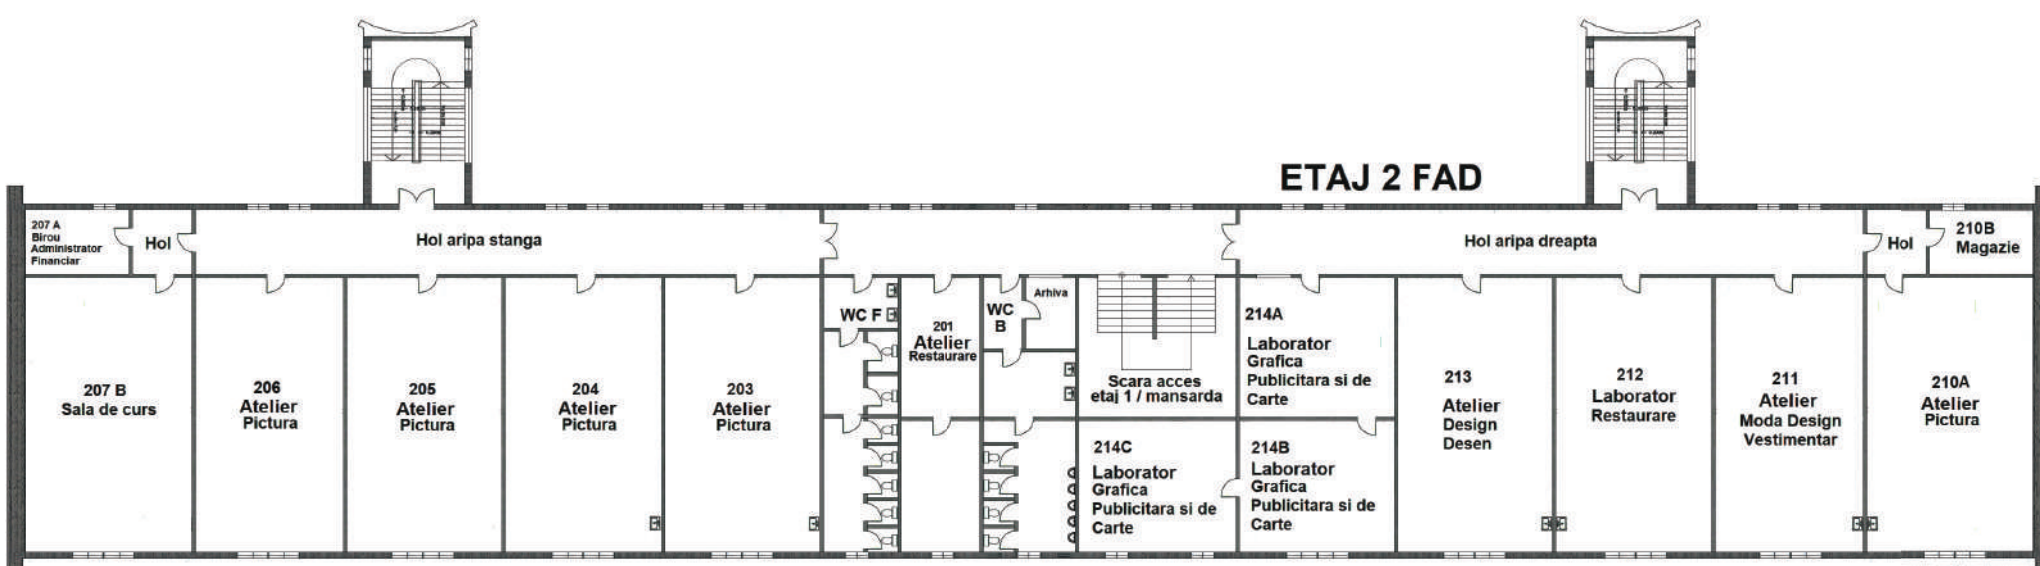 ETAJ 2 FAD
207 A
Birou
Administrator
Financiar
Hol
Hol aripa stanga
Hol aripa dreapta
Hol
210B
Magazie
207 B
Sala de curs
206
Atelier
Pictura
205
Atelier
Pictura
204
Atelier
Pictura
203
Atelier
Pictura
WC F
201
Atelier
Restaurare
WC
B
Arhiva
Scara acces
etaj 1 / mansarda
214A
Laborator
Grafica
Publicitara si de
Carte
214C
Laborator
Grafica
Publicitara si de
Carte
214B
Laborator
Grafica
Publicitara si de
Carte
213
Atelier
Design
Desen
212
Laborator
Restaurare
211
Atelier
Moda Design
Vestimentar
210A
Atelier
Pictura